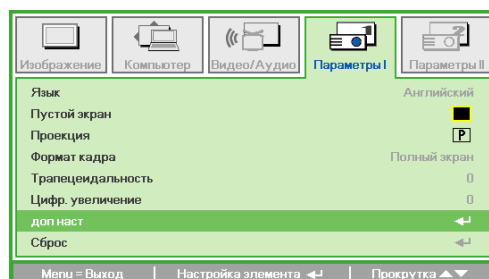 Изображение Компьютер Видео/Аудио Параметры I Параметры II
Язык Английский
Пустой экран
Проекция P
Формат кадра Полный экран
Трапецеидальность 0
Цифр. увеличение 0
доп наст
Сброс
Menu = Выход | Настройка элемента | Прокрутка